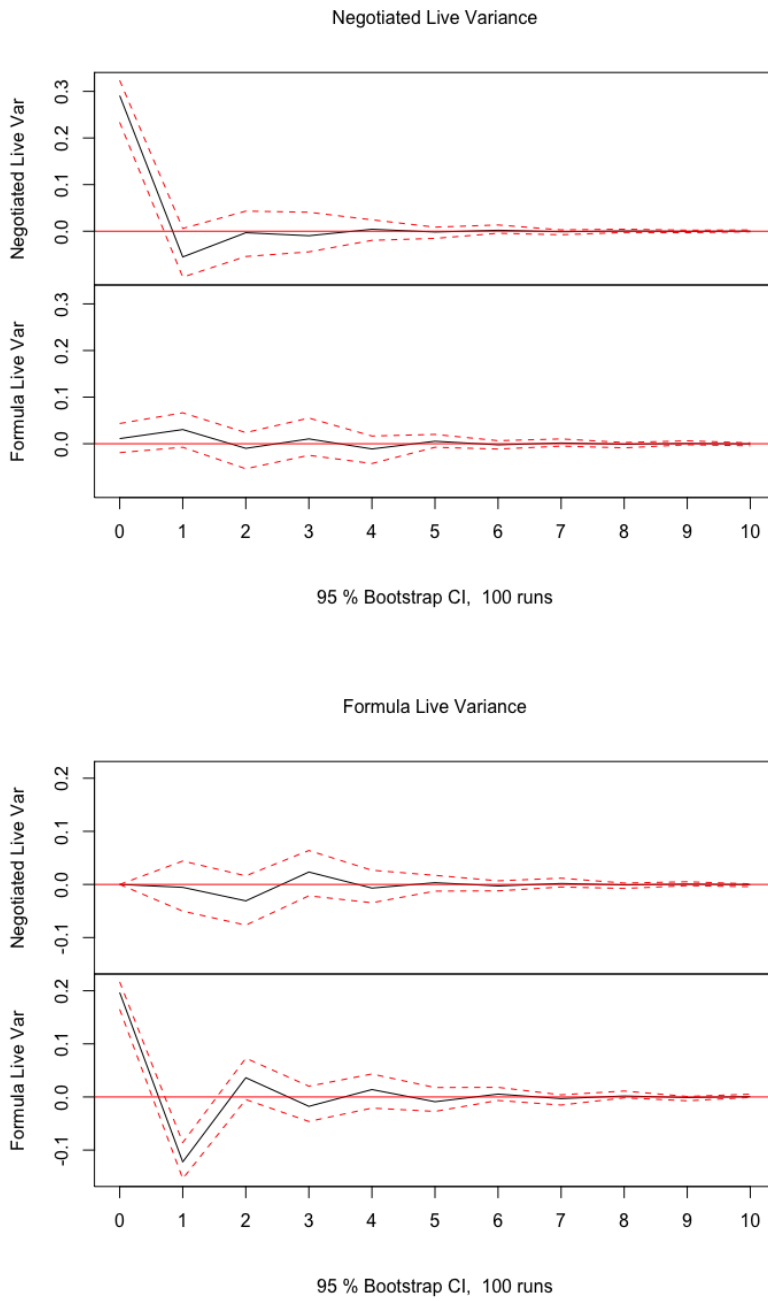 Negotiated Live Variance
Negotiated Live Var
0.3
0.2
0.1
0.0
Formula Live Var
0.3
0.2
0.1
0.0
0 1 2 3 4 5 6 7 8 9 10
95 % Bootstrap CI, 100 runs
Formula Live Variance
Negotiated Live Var
0.2
0.1
0.0
-0.1
Formula Live Var
0.2
0.1
0.0
-0.1
0 1 2 3 4 5 6 7 8 9 10
95 % Bootstrap CI, 100 runs